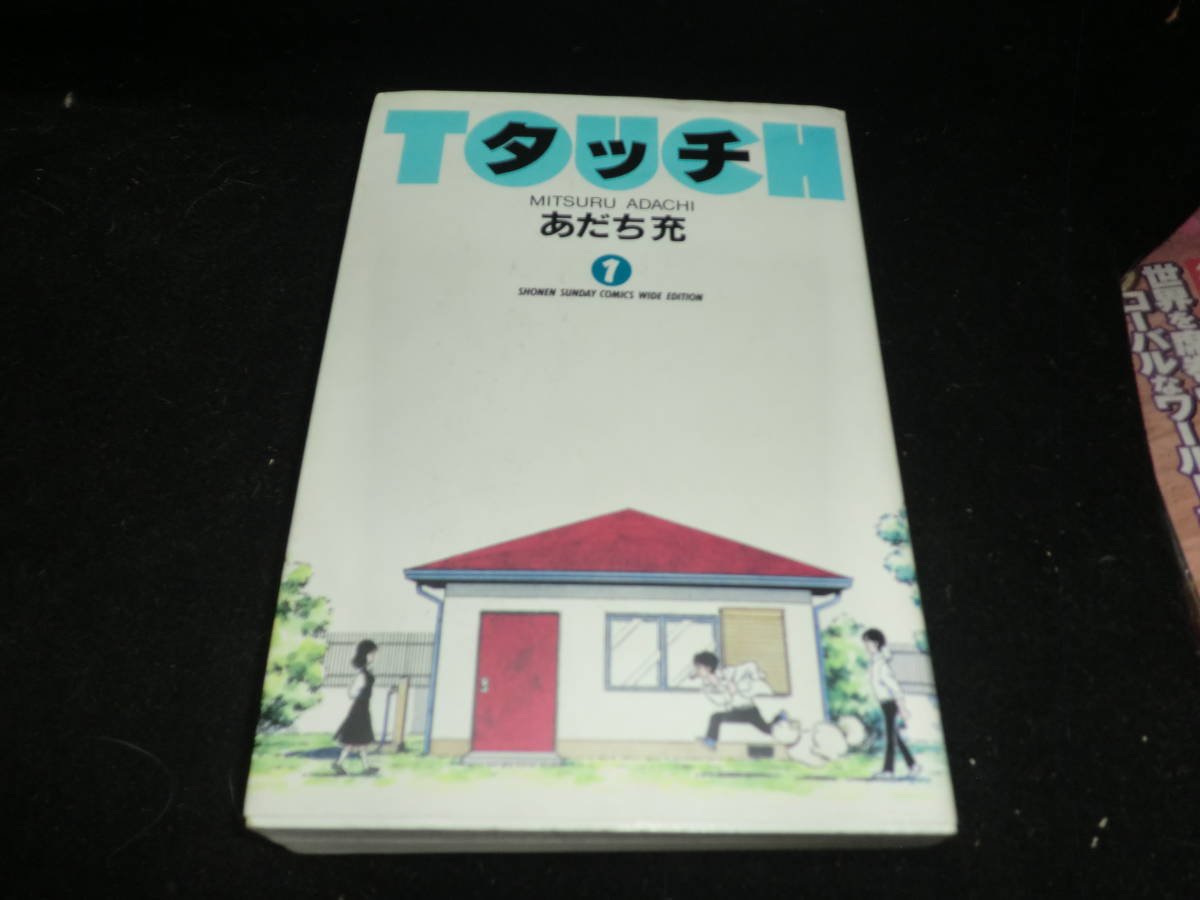 TOUCH
タッチ
MITSURU ADACHI
あだち充
1
SHONEN SUNDAY COMICS WIDE EDITION
世界を
コーバルなワール